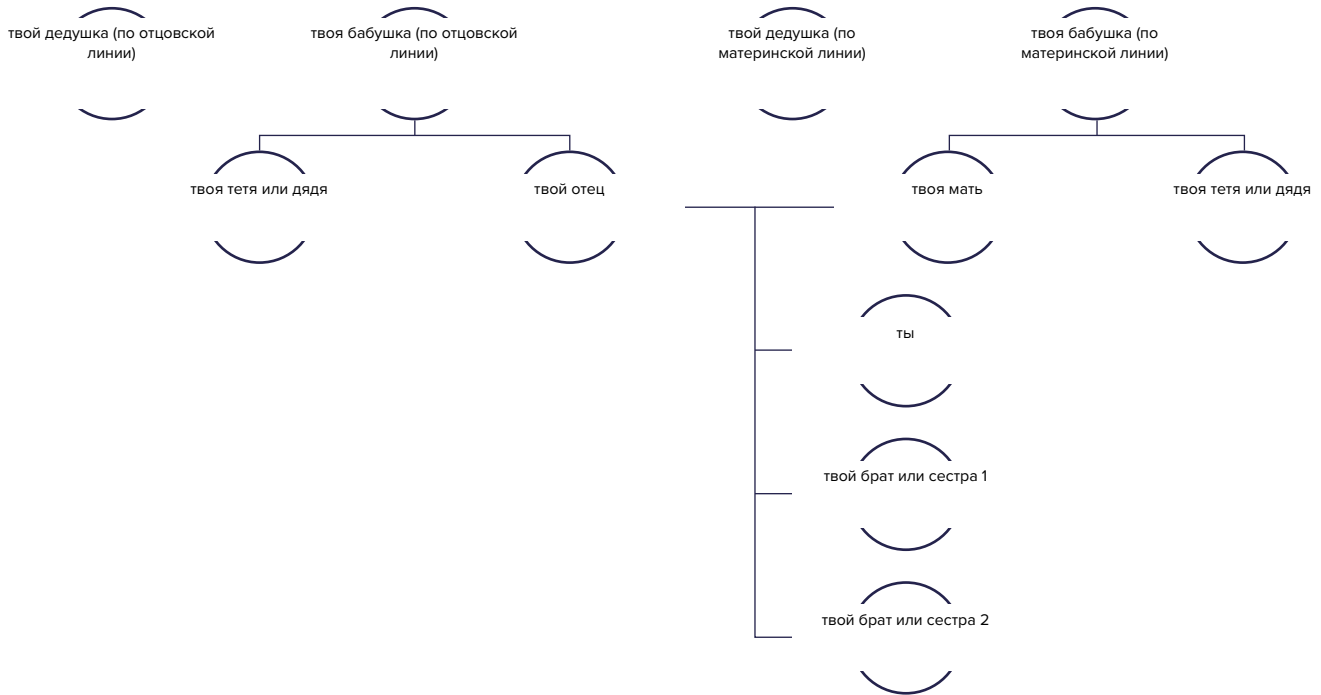 твой дедушка (по отцовской
линии)
твоя бабушка (по отцовской
линии)
твой дедушка (по
материнской линии)
твоя бабушка (по
материнской линии)
твоя тетя или дядя
твой отец
твоя мать
твоя тетя или дядя
ты
твой брат или сестра 1
твой брат или сестра 2